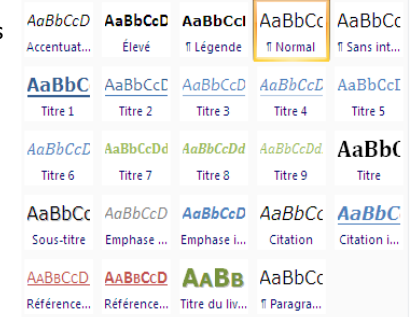 s
AaBbCcD AaBbCcD AaBbCcI AaBbCc AaBbCc
Accentuat... Élevé ¶ Légende ¶ Normal ¶ Sans int...
AaBbC AaBbCcD AaBbCcD AaBbCcD AaBbCcI
Titre 1 Titre 2 Titre 3 Titre 4 Titre 5
AaBbCcD AaBbCcDd AaBbCcDd AaBbCcDd AaBbC
Titre 6 Titre 7 Titre 8 Titre 9 Titre
AaBbCc AaBbCcD AaBbCcD AaBbCc AaBbC
Sous-titre Emphase ... Emphase i... Citation Citation i...
AaBbCcD AaBbCcD AaBb AaBbCc
Référence... Référence... Titre du liv... ¶ Paragra...